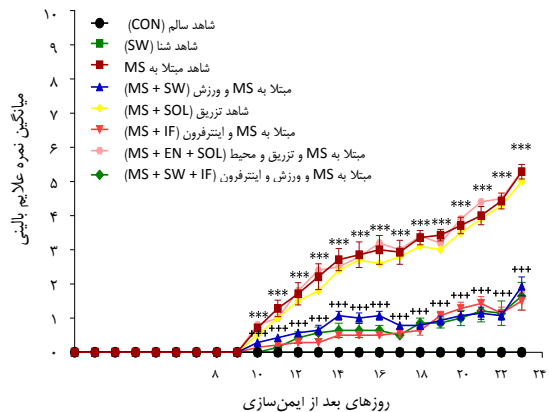 ۱۰
۹
۸
۷
۶
۵
۴
۳
۲
۱
۰
میانگین نمره علایم بالینی
شاهد سالم (CON)
شاهد شنا (SW)
شاهد مبتلا به MS
مبتلا به MS و ورزش (MS + SW)
شاهد تزریق (MS + SOL)
مبتلا به MS و اینترفرون (MS + IF)
مبتلا به MS و تزریق و محیط (MS + EN + SOL)
مبتلا به MS و ورزش و اینترفرون (MS + SW + IF)
*** *** *** *** *** *** *** *** *** *** *** *** *** ***
+++ +++ +++ +++ +++ +++ +++ +++ +++ +++ +++ +++ +++ +++
۸ ۱۰ ۱۲ ۱۴ ۱۶ ۱۸ ۲۰ ۲۲ ۲۴
روزهای بعد از ایمن‌سازی